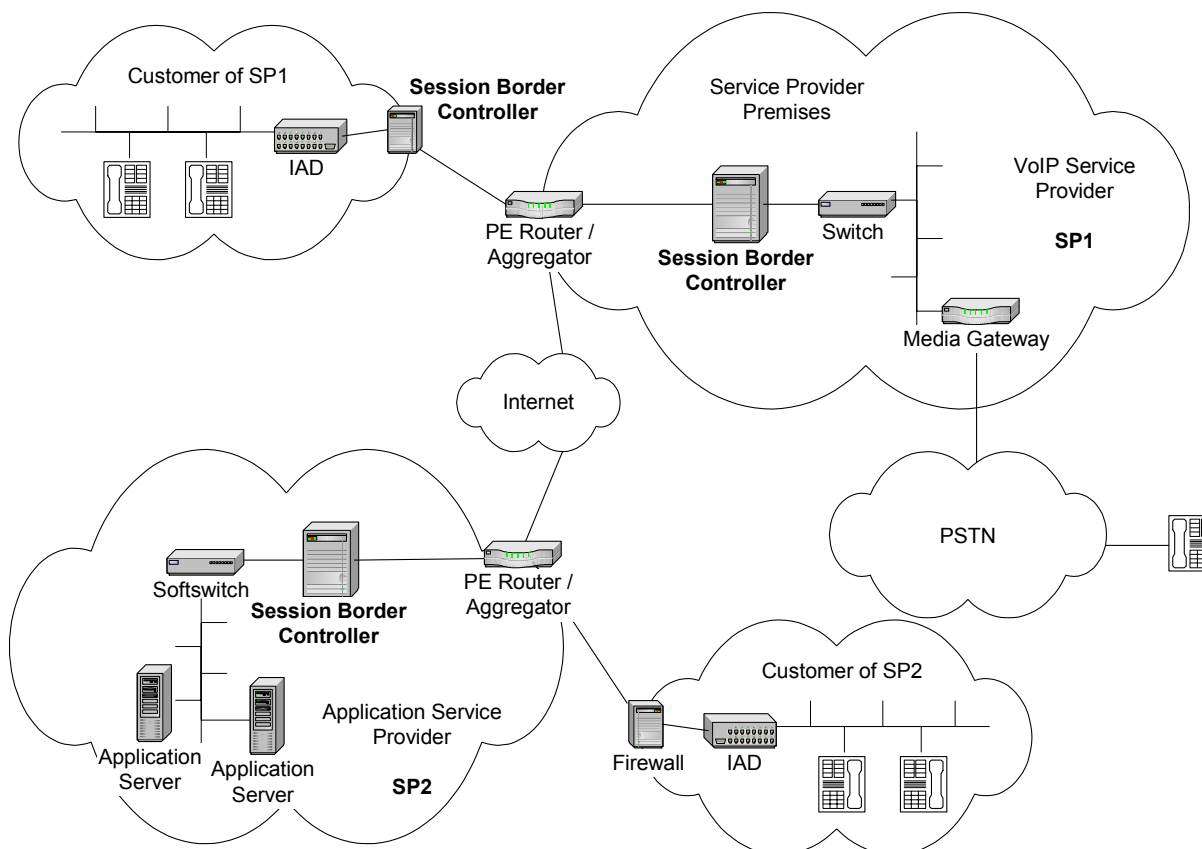 Customer of SP1
Session Border
Controller
IAD
Service Provider
Premises
VoIP Service
Provider
SP1
PE Router /
Aggregator
Session Border
Controller
Switch
Media Gateway
Internet
PSTN
Softswitch
Session Border
Controller
PE Router /
Aggregator
Application Service
Provider
SP2
Application
Server
Application
Server
Customer of SP2
Firewall
IAD